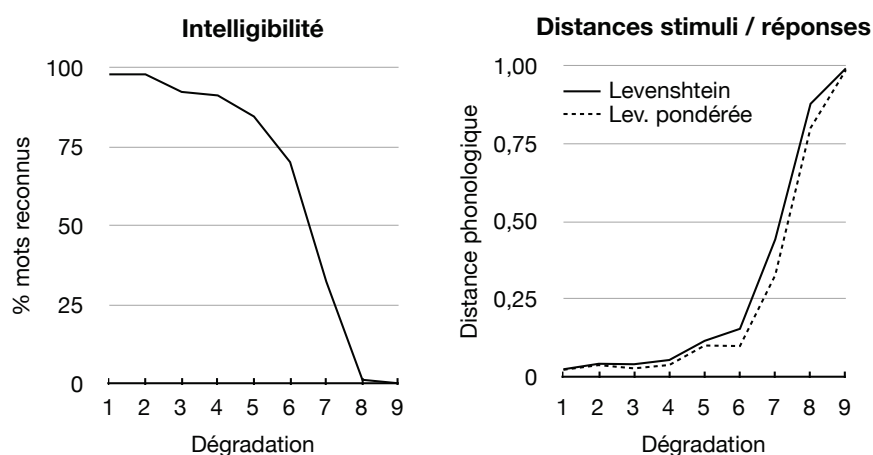 Intelligibilité
100
75
50
25
0
% mots reconnus
1 2 3 4 5 6 7 8 9
Dégradation
Distances stimuli / réponses
1,00
0,75
0,50
0,25
0
Distance phonologique
Levenshtein
Lev. pondérée
1 2 3 4 5 6 7 8 9
Dégradation